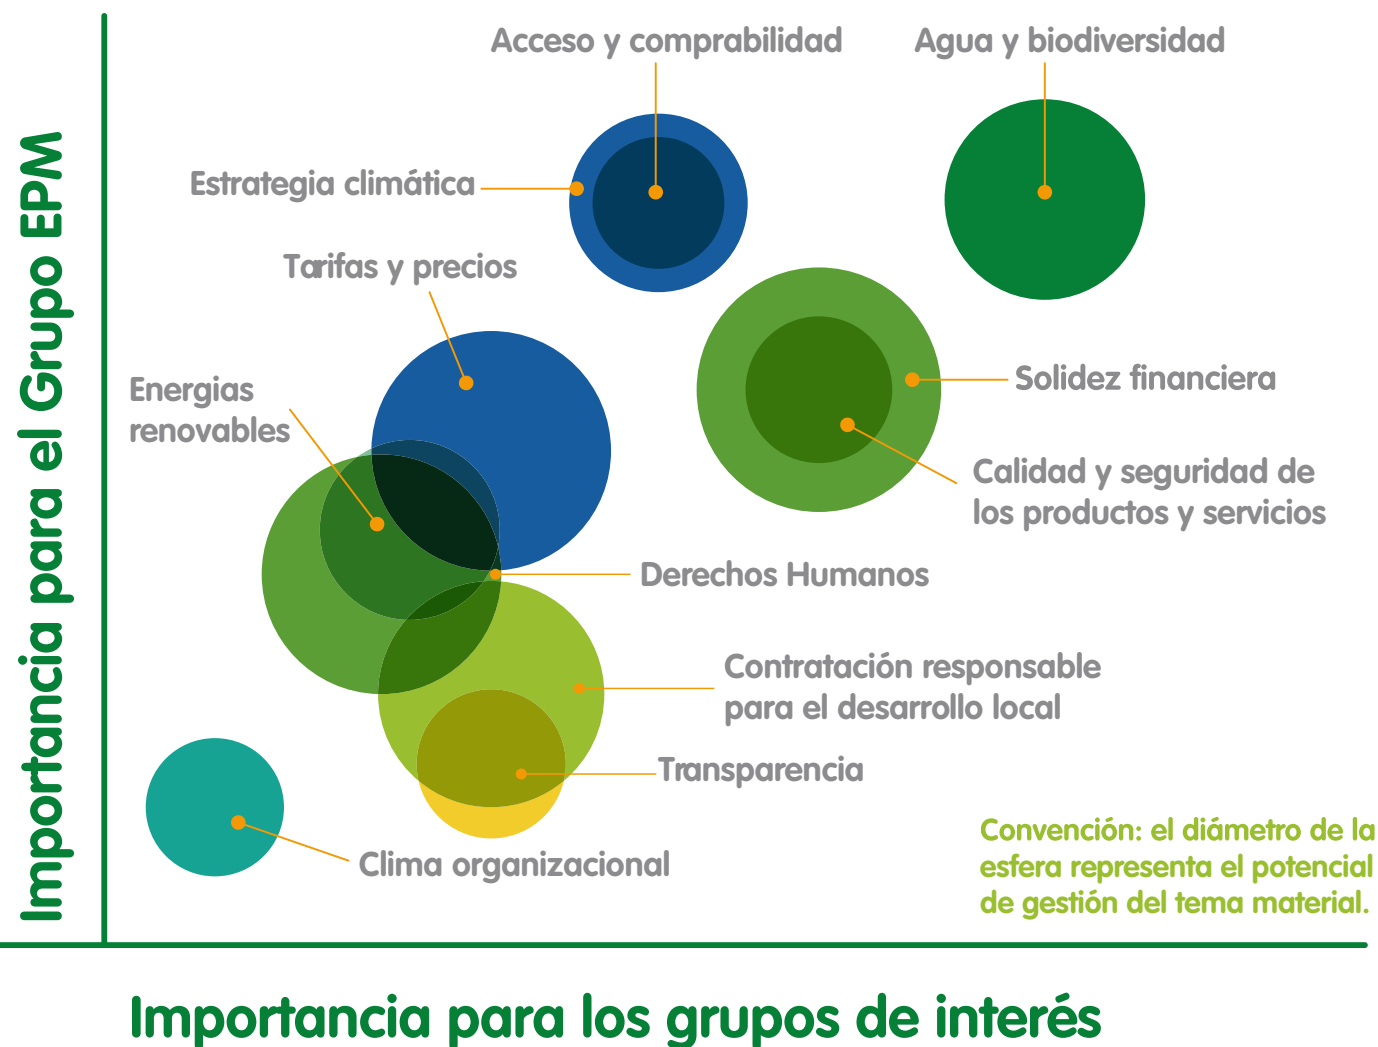 Acceso y comprabilidad
Agua y biodiversidad
Estrategia climática
Tarifas y precios
Energias
renovables
Solidez financiera
Calidad y seguridad de
los productos y servicios
Derechos Humanos
Contratación responsable
para el desarrollo local
Transparencia
Clima organizacional
Convención: el diámetro de la
esfera representa el potencial
de gestión del tema material.
Importancia para el Grupo EPM
Importancia para los grupos de interés